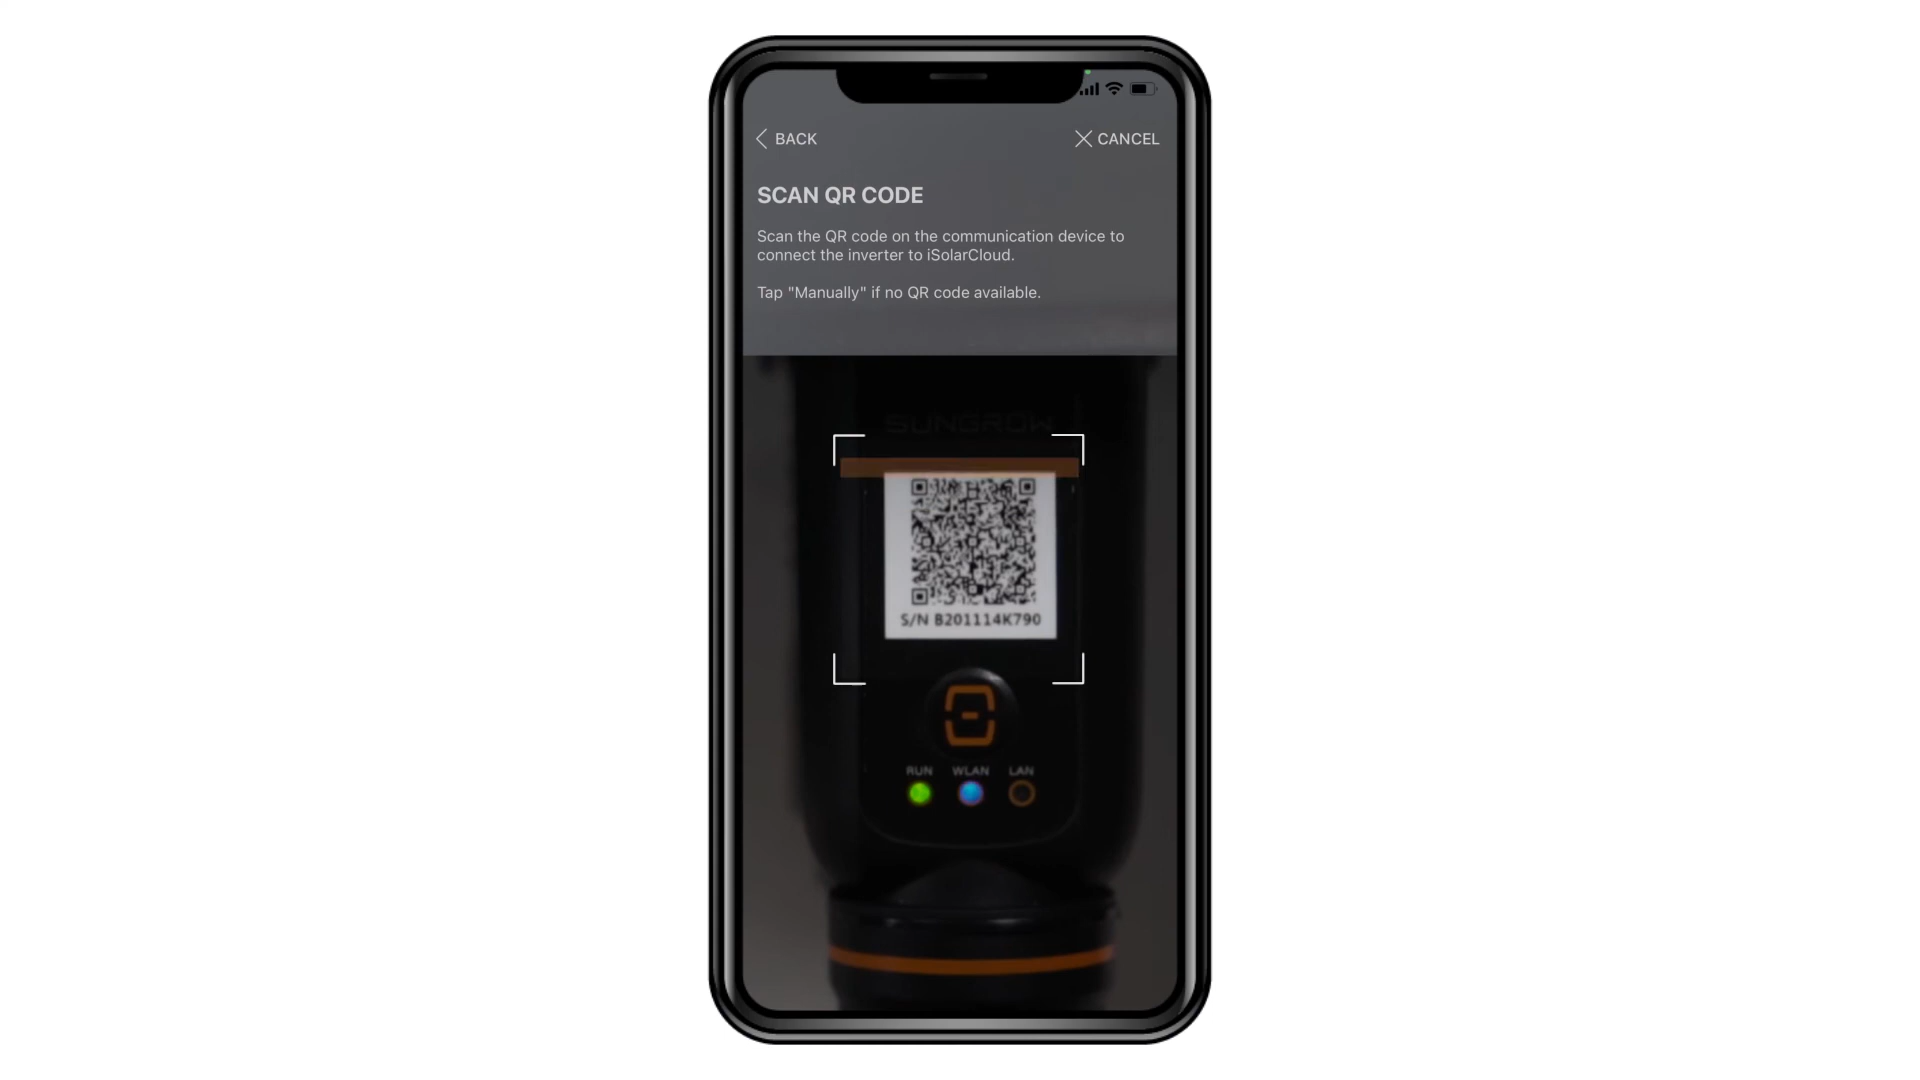 BACK
CANCEL
SCAN QR CODE
Scan the QR code on the communication device to
connect the inverter to iSolarCloud.
Tap "Manually" if no QR code available.
SUNGROW
S/N B201114K790
RUN WLAN LAN